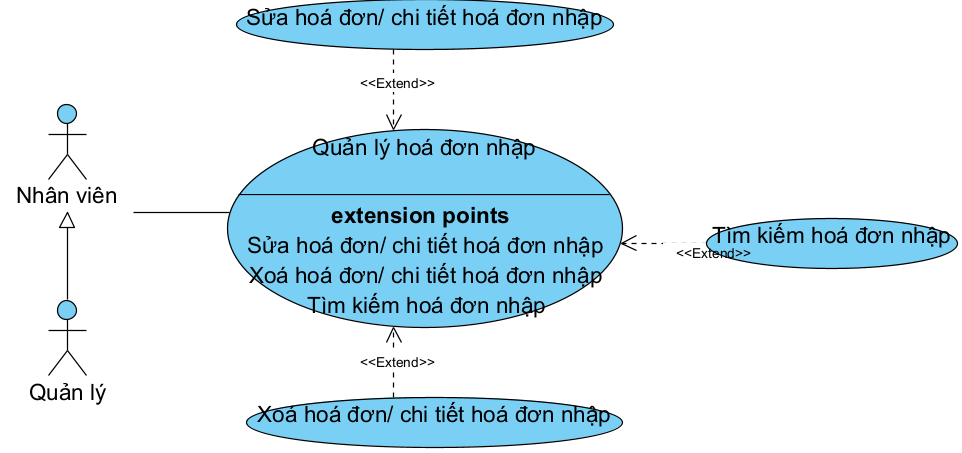 Sửa hoá đơn/ chi tiết hoá đơn nhập
<<Extend>>
Quản lý hoá đơn nhập
Nhân viên
extension points
Sửa hoá đơn/ chi tiết hoá đơn nhập
Tìm kiếm hoá đơn nhập
<<Extend>>
Xoá hoá đơn/ chi tiết hoá đơn nhập
Tìm kiếm hoá đơn nhập
<<Extend>>
Quản lý
Xoá hoá đơn/ chi tiết hoá đơn nhập